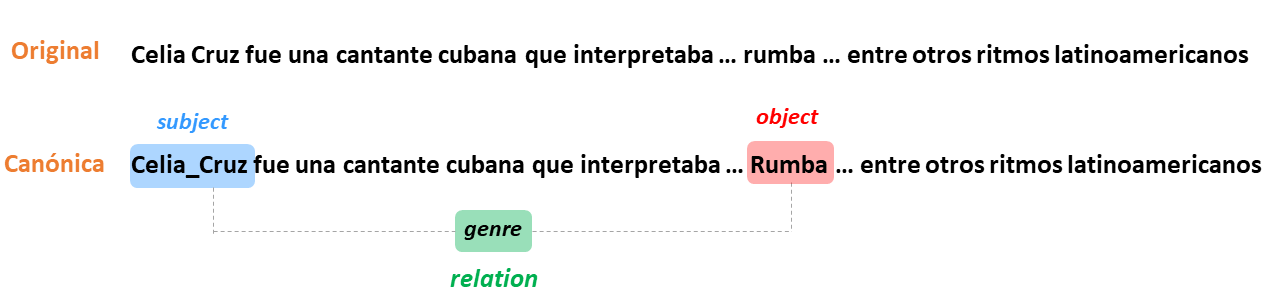 Original Celia Cruz fue una cantante cubana que interpretaba ... rumba ... entre otros ritmos latinoamericanos
subject object
Canónica Celia_Cruz fue una cantante cubana que interpretaba ... Rumba ... entre otros ritmos latinoamericanos
genre
relation